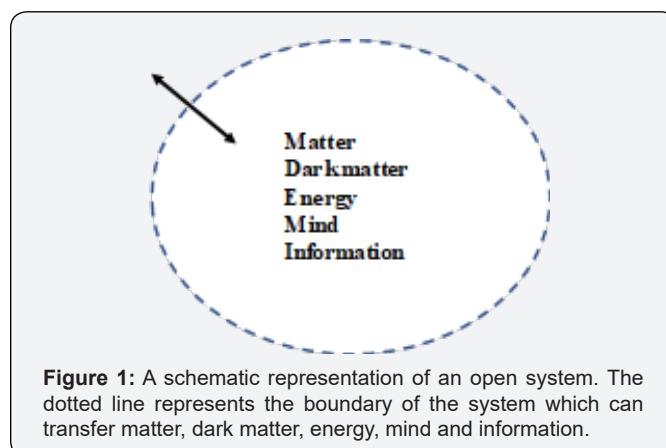 Matter
Darkmatter
Energy
Mind
Information
Figure 1: A schematic representation of an open system. The
dotted line represents the boundary of the system which can
transfer matter, dark matter, energy, mind and information.